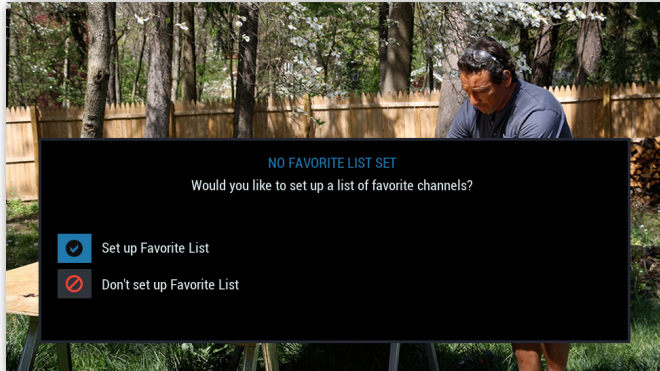 NO FAVORITE LIST SET
Would you like to set up a list of favorite channels?
Set up Favorite List
Don't set up Favorite List